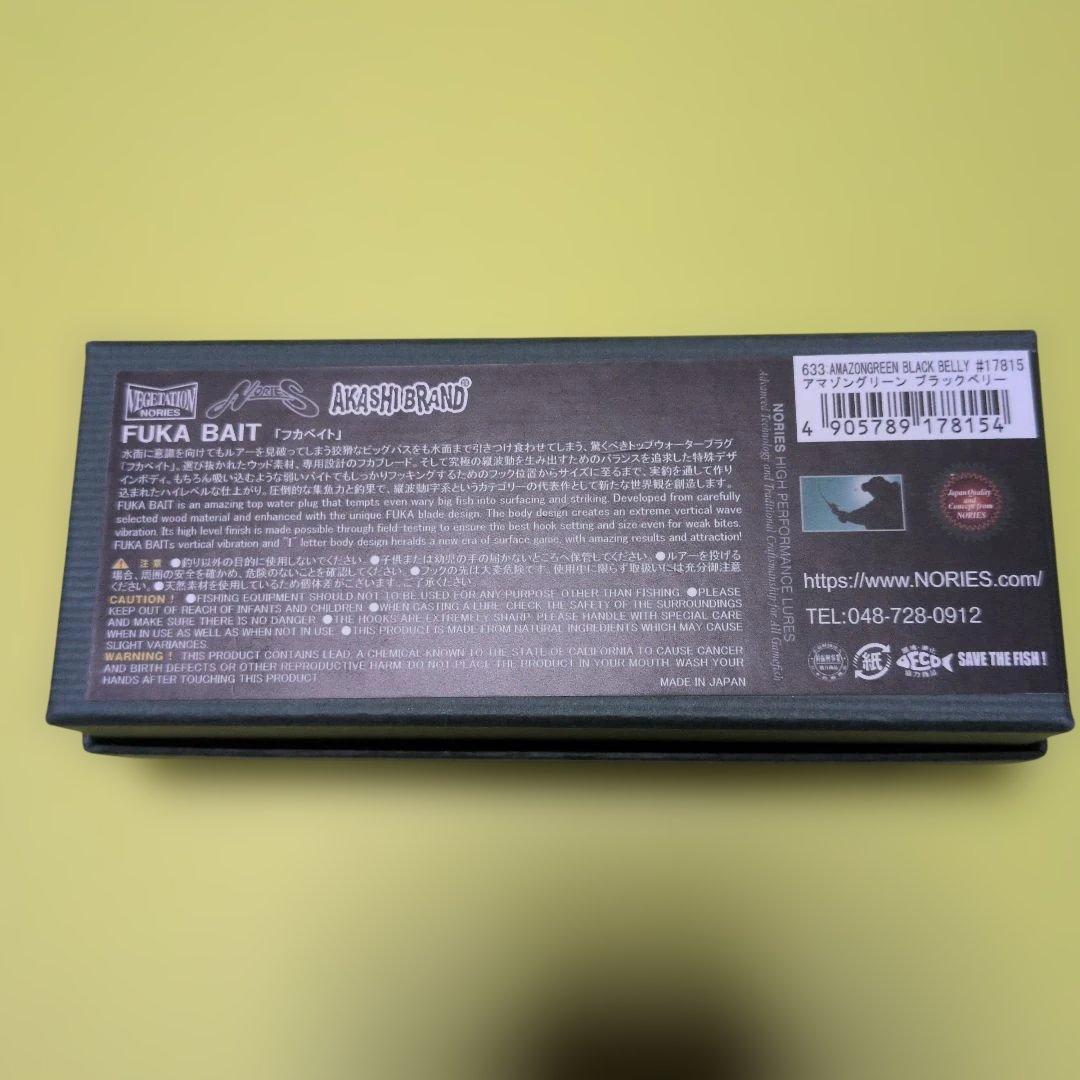 VEGETATION
NORIES
NORIES
AKASHI BRAND®
FUKA BAIT 「フカベイト」
水面に意識を向けてもルアーを見破ってしまう狡猾なビッグバスをも水面まで引きつけ食わせてしまう、驚くべきトップウォータープラグ
「フカベイト」。選び抜かれたウッド素材、専用設計のフカブレード。そして究極の縦波動を生み出すためのバランスを追求した特殊デザ
インボディ。もちろん吸い込むような弱いバイトでもしっかりフッキングするためのフック位置からサイズに至るまで、実釣を通して作り
込まれたハイレベルな仕上がり。圧倒的な集魚力と釣果で、縦波動I字系というカテゴリーの代表作として新たな世界観を創造します。
FUKA BAIT is an amazing top water plug that tempts even wary big fish into surfacing and striking. Developed from carefully
selected wood material and enhanced with the unique FUKA blade design. The body design creates an extreme vertical wave
vibration. Its high level finish is made possible through field-testing to ensure the best hook setting and size even for weak bites.
FUKA BAITs vertical vibration and "I" letter body design heralds a new era of surface game, with amazing results and attraction!
注意 ●釣り以外の目的に使用しないでください。●子供または幼児の手の届かないところへ保管してください。●ルアーを投げる
場合、周囲の安全を確かめ、危険のないことを確認してください。●フックの先は大変危険です。使用中に限らず取扱いには充分御注意
ください。●天然素材を使用しているため個体差がございます。ご了承ください。
CAUTION! ●FISHING EQUIPMENT SHOULD NOT TO BE USED FOR ANY PURPOSE OTHER THAN FISHING. ●PLEASE
KEEP OUT OF REACH OF INFANTS AND CHILDREN ●WHEN CASTING A LURE, CHECK THE SAFETY OF THE SURROUNDINGS
AND MAKE SURE THERE IS NO DANGER ●THE HOOKS ARE EXTREMELY SHARP. PLEASE HANDLE WITH SPECIAL CARE
WHEN IN USE AS WELL AS WHEN NOT IN USE ●THIS PRODUCT IS MADE FROM NATURAL INGREDIENTS WHICH MAY CAUSE
SLIGHT VARIANCES.
WARNING! THIS PRODUCT CONTAINS LEAD, A CHEMICAL KNOWN TO THE STATE OF CALIFORNIA TO CAUSE CANCER
AND BIRTH DEFECTS OR OTHER REPRODUCTIVE HARM. DO NOT PLACE THE PRODUCT IN YOUR MOUTH. WASH YOUR
HANDS AFTER TOUCHING THIS PRODUCT.
MADE IN JAPAN
NORIES HIGH PERFORMANCE LURES
Advanced Technology and Traditional Craftsmanship for All Gamefish's
633:AMAZONGREEN BLACK BELLY #17815
アマゾングリーン ブラックベリー
4 905789 178154
Japan Quality
and
Concept from
NORIES
https://www.NORIES.com/
TEL:048-728-0912
紙
ECO
協力商品
SAVE THE FISH!